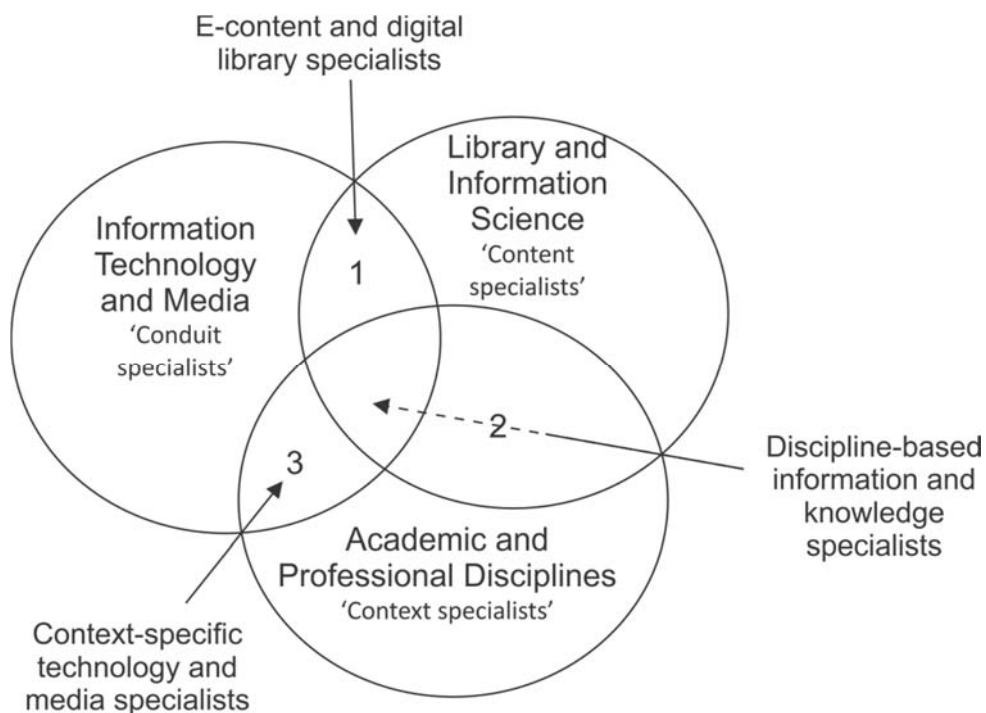 E-content and digital
library specialists
Library and
Information
Science
‘Content
specialists’
Information
Technology
and Media
‘Conduit
specialists’
1
2
3
Discipline-based
information and
knowledge
specialists
Academic and
Professional Disciplines
‘Context specialists’
Context-specific
technology and
media specialists